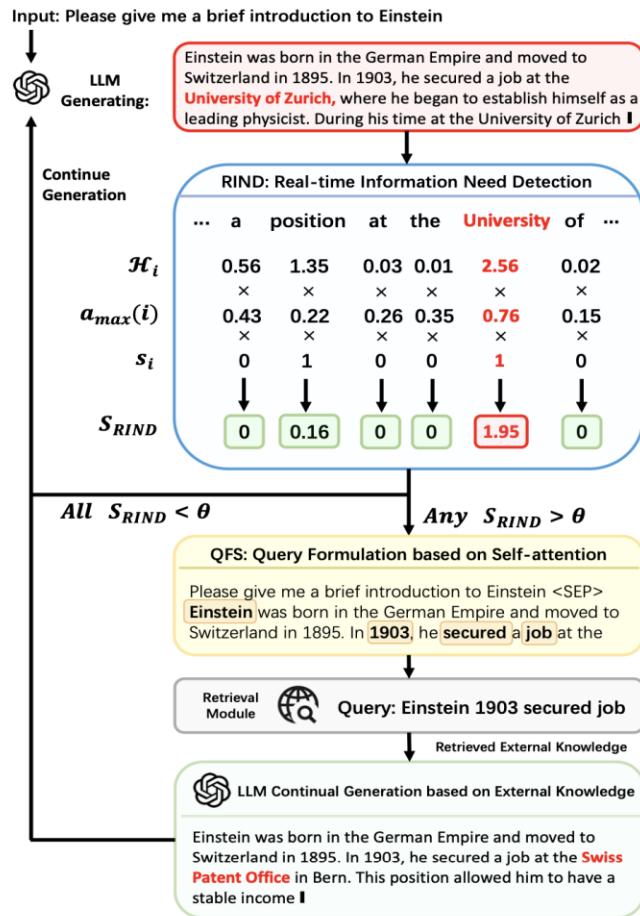 Input: Please give me a brief introduction to Einstein
LLM
Generating:
Einstein was born in the German Empire and moved to
Switzerland in 1895. In 1903, he secured a job at the
University of Zurich, where he began to establish himself as a
leading physicist. During his time at the University of Zurich
Continue
Generation
RIND: Real-time Information Need Detection
... a position at the University of ...
ℋi 0.56 1.35 0.03 0.01 2.56 0.02
× × × × × ×
amax(i) 0.43 0.22 0.26 0.35 0.76 0.15
× × × × × ×
si 0 1 0 0 1 0
SRIND 0 0.16 0 0 1.95 0
All SRIND < θ
Any SRIND > θ
QFS: Query Formulation based on Self-attention
Please give me a brief introduction to Einstein <SEP>
Einstein was born in the German Empire and moved to
Switzerland in 1895. In 1903, he secured a job at the
Retrieval
Module
Query: Einstein 1903 secured job
Retrieved External Knowledge
LLM Continual Generation based on External Knowledge
Einstein was born in the German Empire and moved to
Switzerland in 1895. In 1903, he secured a job at the Swiss
Patent Office in Bern. This position allowed him to have a
stable income